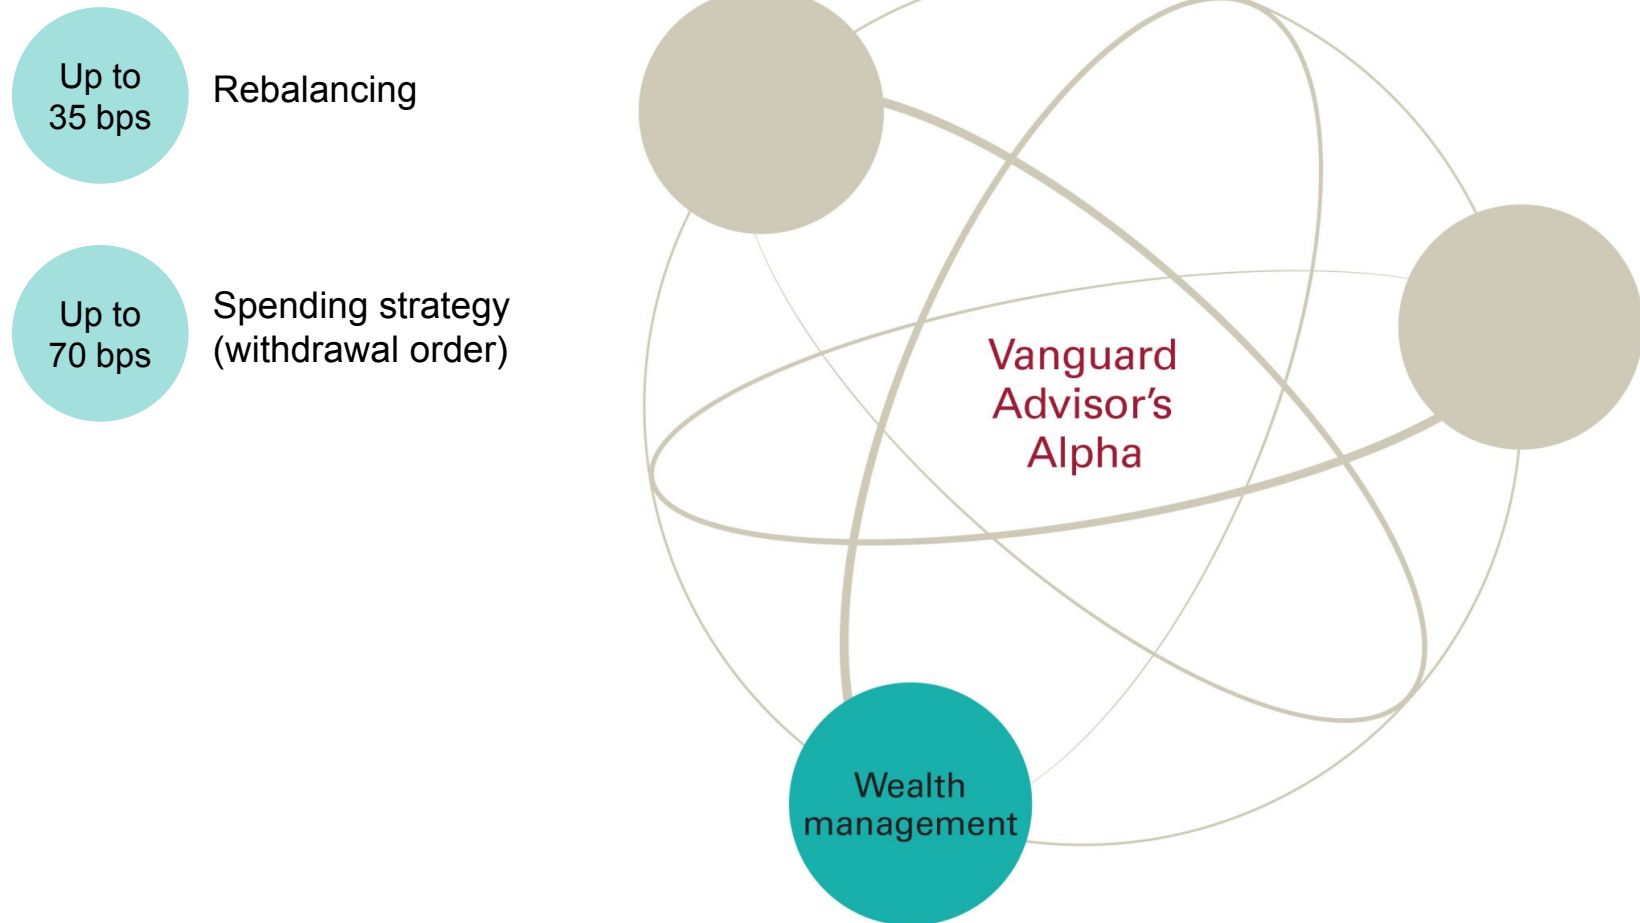 Up to
35 bps
Rebalancing
Up to
70 bps
Spending strategy
(withdrawal order)
Vanguard
Advisor’s
Alpha
Wealth
management